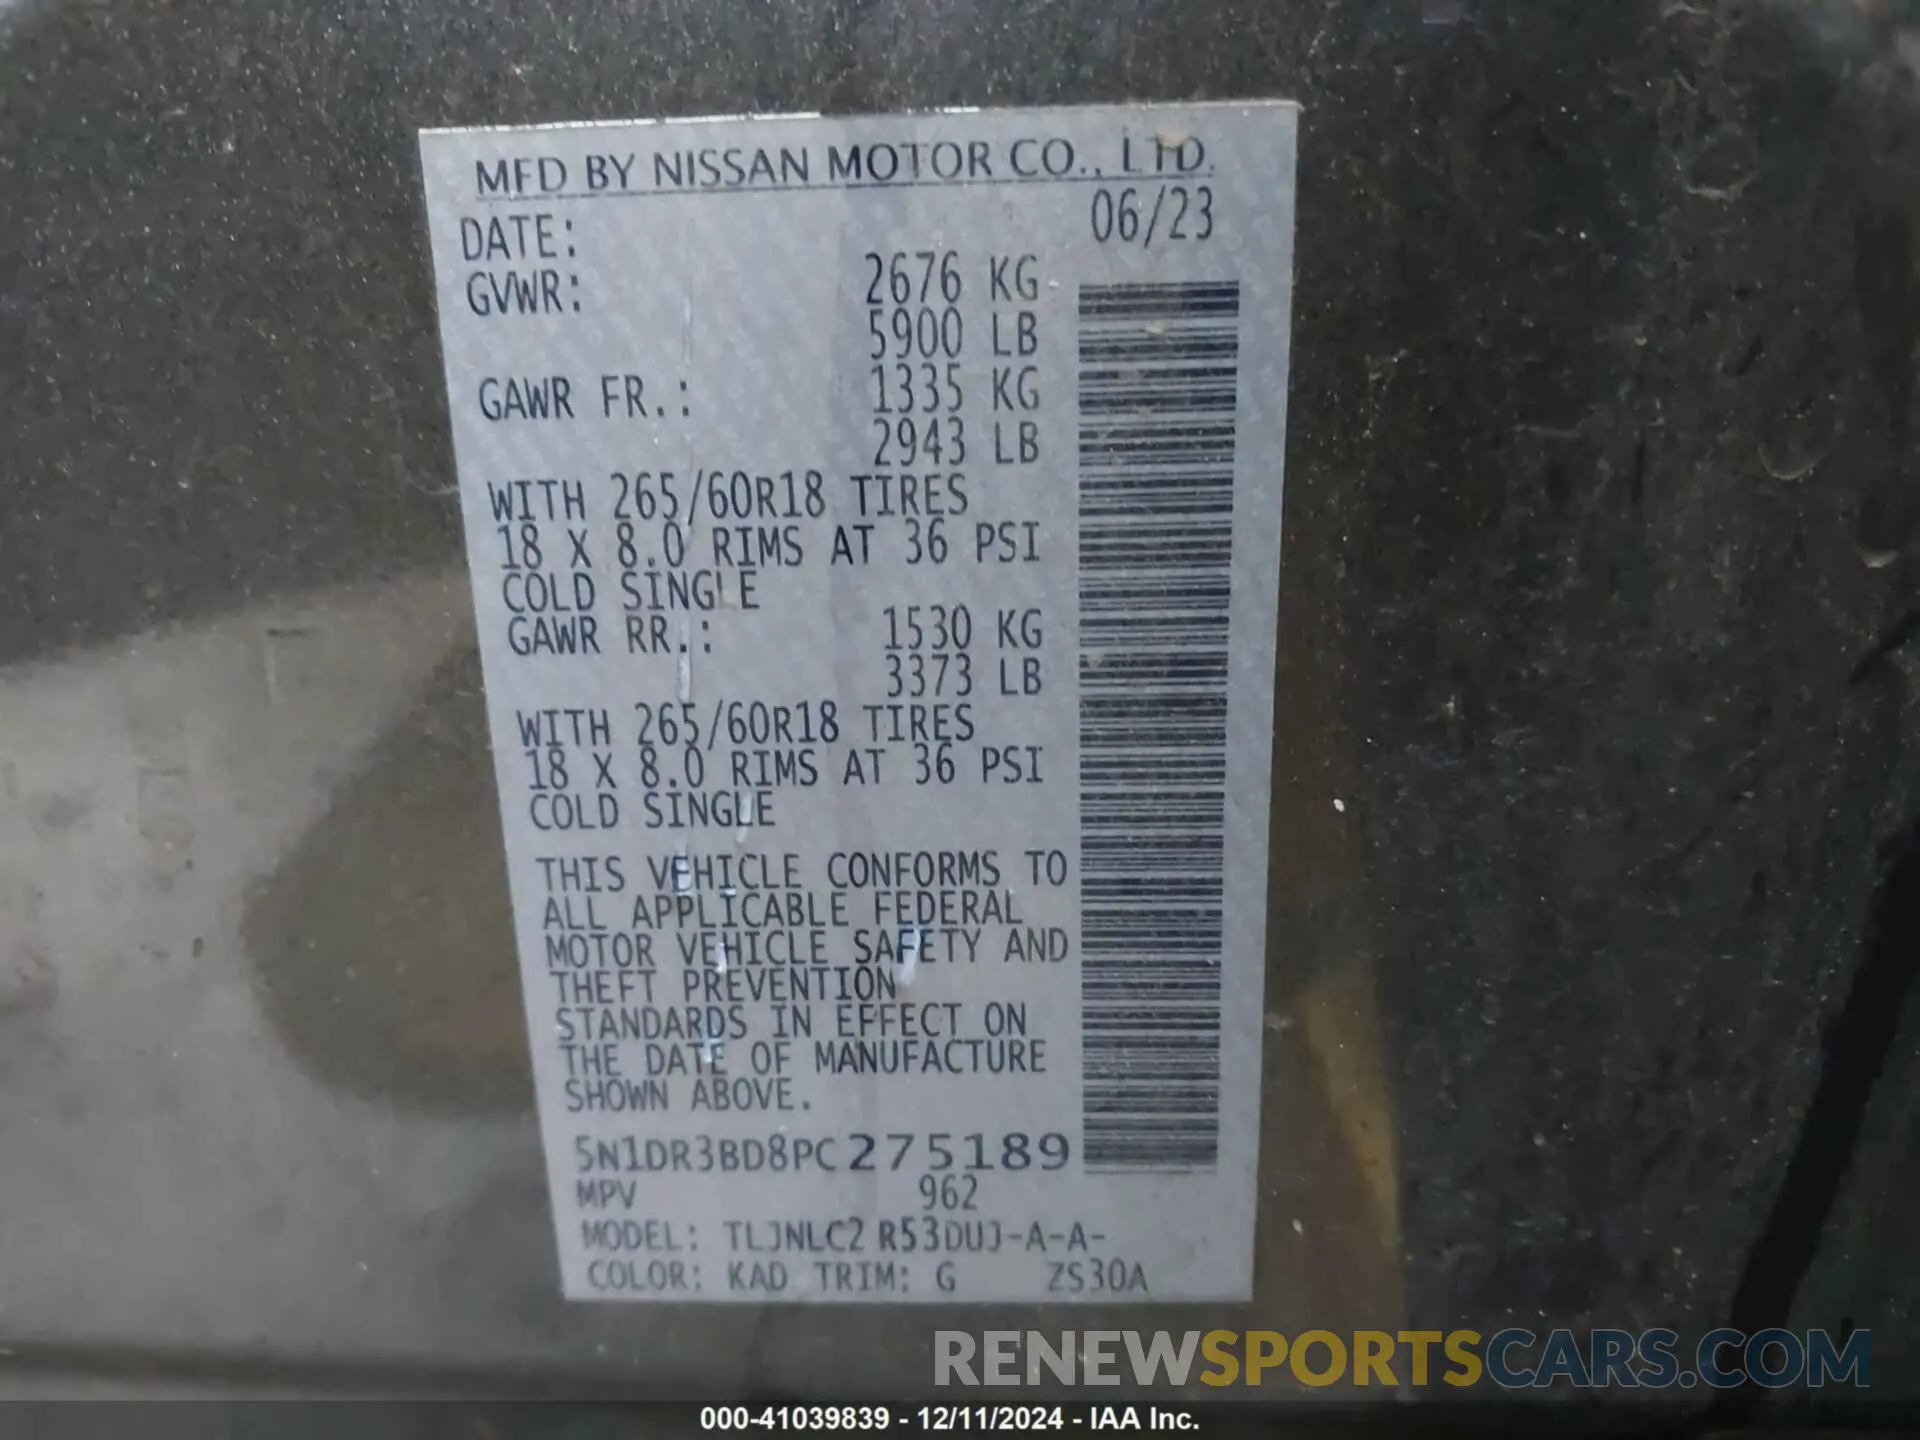 MFD BY NISSAN MOTOR CO., LTD.
DATE: 06/23
GVWR: 2676 KG
5900 LB
GAWR FR.: 1335 KG
2943 LB
WITH 265/60R18 TIRES
18 X 8.0 RIMS AT 36 PSI
COLD SINGLE
GAWR RR.: 1530 KG
3373 LB
WITH 265/60R18 TIRES
18 X 8.0 RIMS AT 36 PSI
COLD SINGLE
THIS VEHICLE CONFORMS TO
ALL APPLICABLE FEDERAL
MOTOR VEHICLE SAFETY AND
THEFT PREVENTION
STANDARDS IN EFFECT ON
THE DATE OF MANUFACTURE
SHOWN ABOVE.
5N1DR3BD8PC275189
MPV 962
MODEL: TLJNLC2 R53DUJ-A-A-
COLOR: KAD TRIM: G ZS30A
RENEWSPORTSCARS.COM
000-41039839 - 12/11/2024 - IAA Inc.